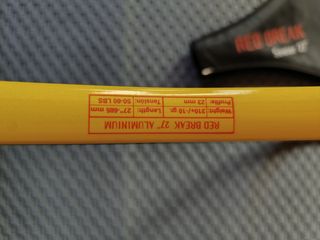 RED BREAK
RED BREAK 27" ALUMINIUM
Weight: 310+/-10 gr. Length: 27"-685 mm
Profile: 23 mm Tensión: 50-60 LBS